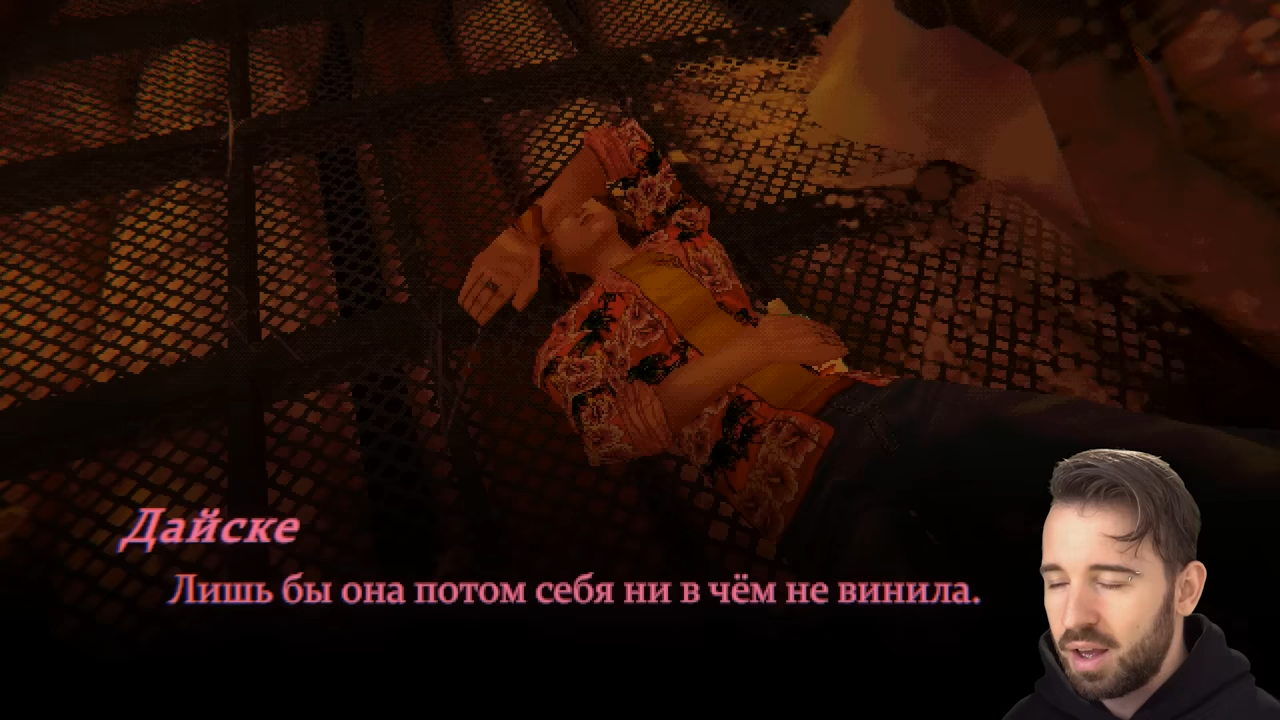 Дайске
Лишь бы она потом себя ни в чём не винила.